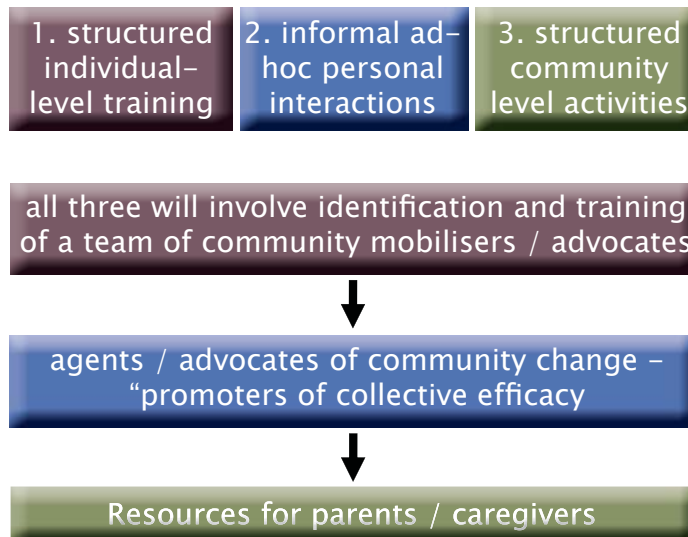 1. structured
individual–
level training
2. informal ad–
hoc personal
interactions
3. structured
community
level activities
all three will involve identification and training
of a team of community mobilisers / advocates
agents / advocates of community change –
“promoters of collective efficacy
Resources for parents / caregivers